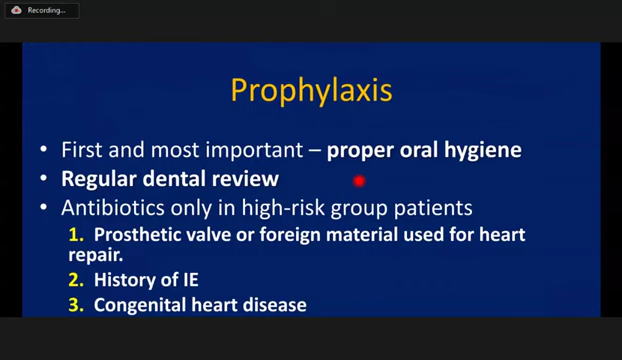 Recording...
Prophylaxis
• First and most important – proper oral hygiene
• Regular dental review
• Antibiotics only in high-risk group patients
1. Prosthetic valve or foreign material used for heart
repair.
2. History of IE
3. Congenital heart disease